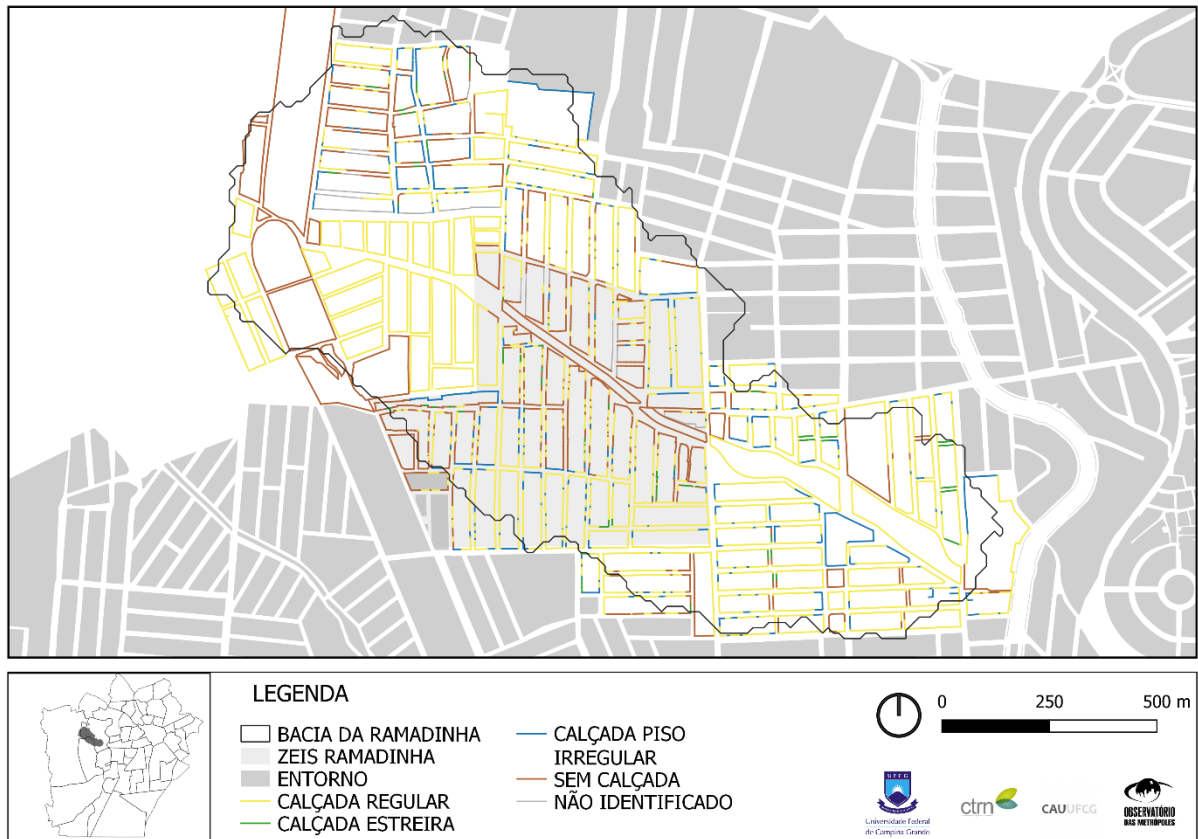 LEGENDA
BACIA DA RAMADINHA
ZEIS RAMADINHA
ENTORNO
CALÇADA REGULAR
CALÇADA ESTREIRA
CALÇADA PISO
IRREGULAR
SEM CALÇADA
NÃO IDENTIFICADO
0 250 500 m
UFCG
Universidade Federal
de Campina Grande
ctrn
CAUUFCG
OBSERVATÓRIO
DAS METRÓPOLES